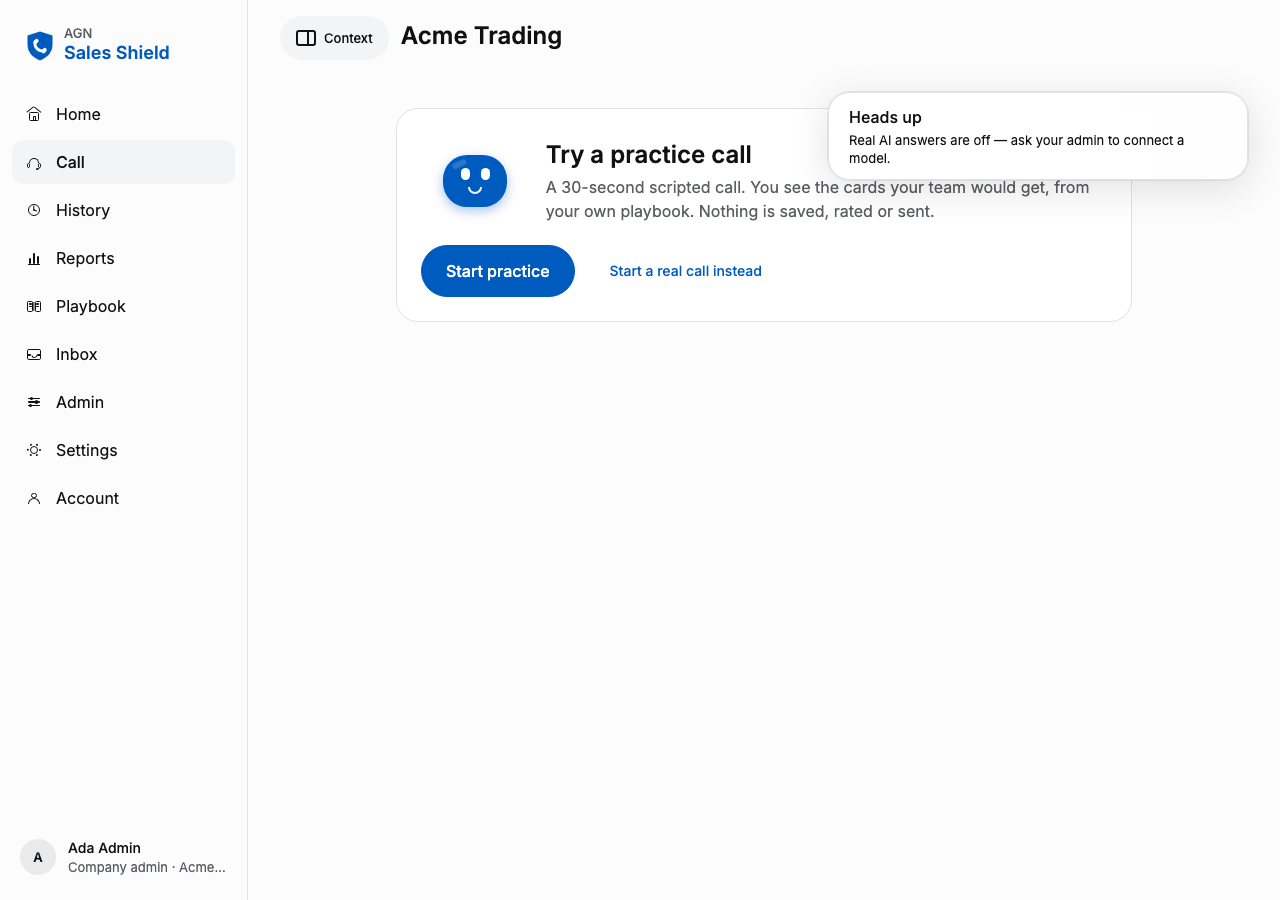 AGN
Sales Shield
Home
Call
History
Reports
Playbook
Inbox
Admin
Settings
Account
A
Ada Admin
Company admin · Acme...
Context
Acme Trading
Heads up
Real AI answers are off — ask your admin to connect a
model.
Try a practice call
A 30-second scripted call. You see the cards your team would get, from
your own playbook. Nothing is saved, rated or sent.
Start practice
Start a real call instead